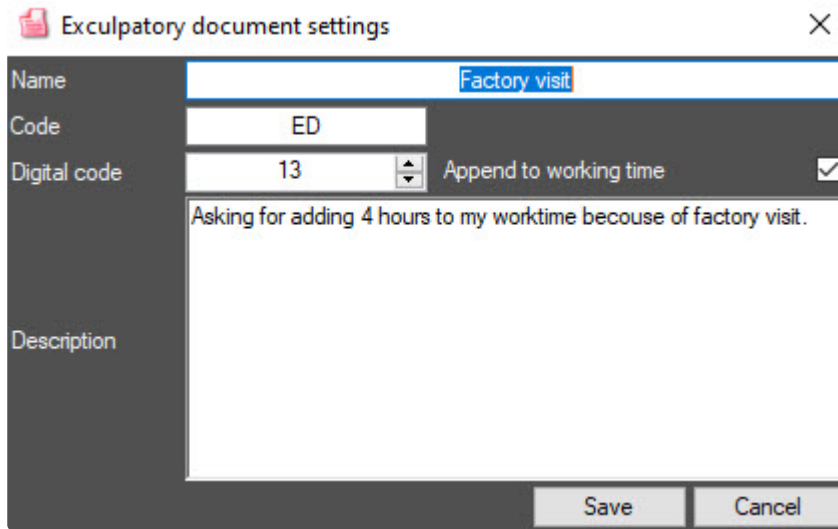 Exculpatory document settings
Name Factory visit
Code ED
Digital code 13 Append to working time
Asking for adding 4 hours to my worktime becouse of factory visit.
Description
Save Cancel